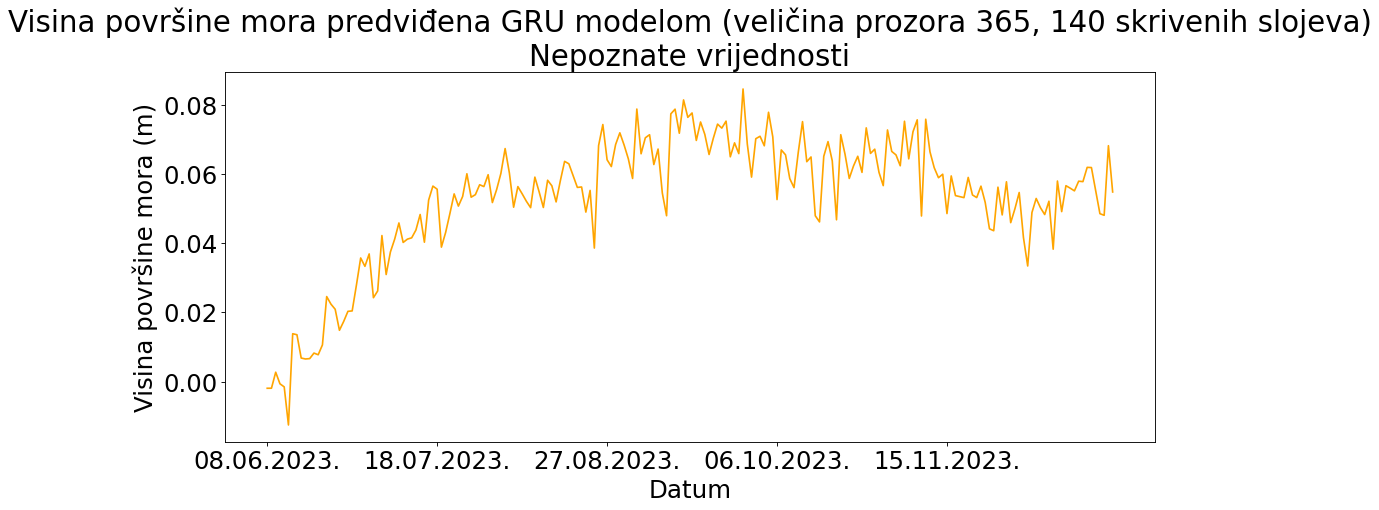 Visina površine mora predviđena GRU modelom (veličina prozora 365, 140 skrivenih slojeva)
Nepoznate vrijednosti
Visina površine mora (m)
0.08
0.06
0.04
0.02
0.00
08.06.2023. 18.07.2023. 27.08.2023. 06.10.2023. 15.11.2023.
Datum